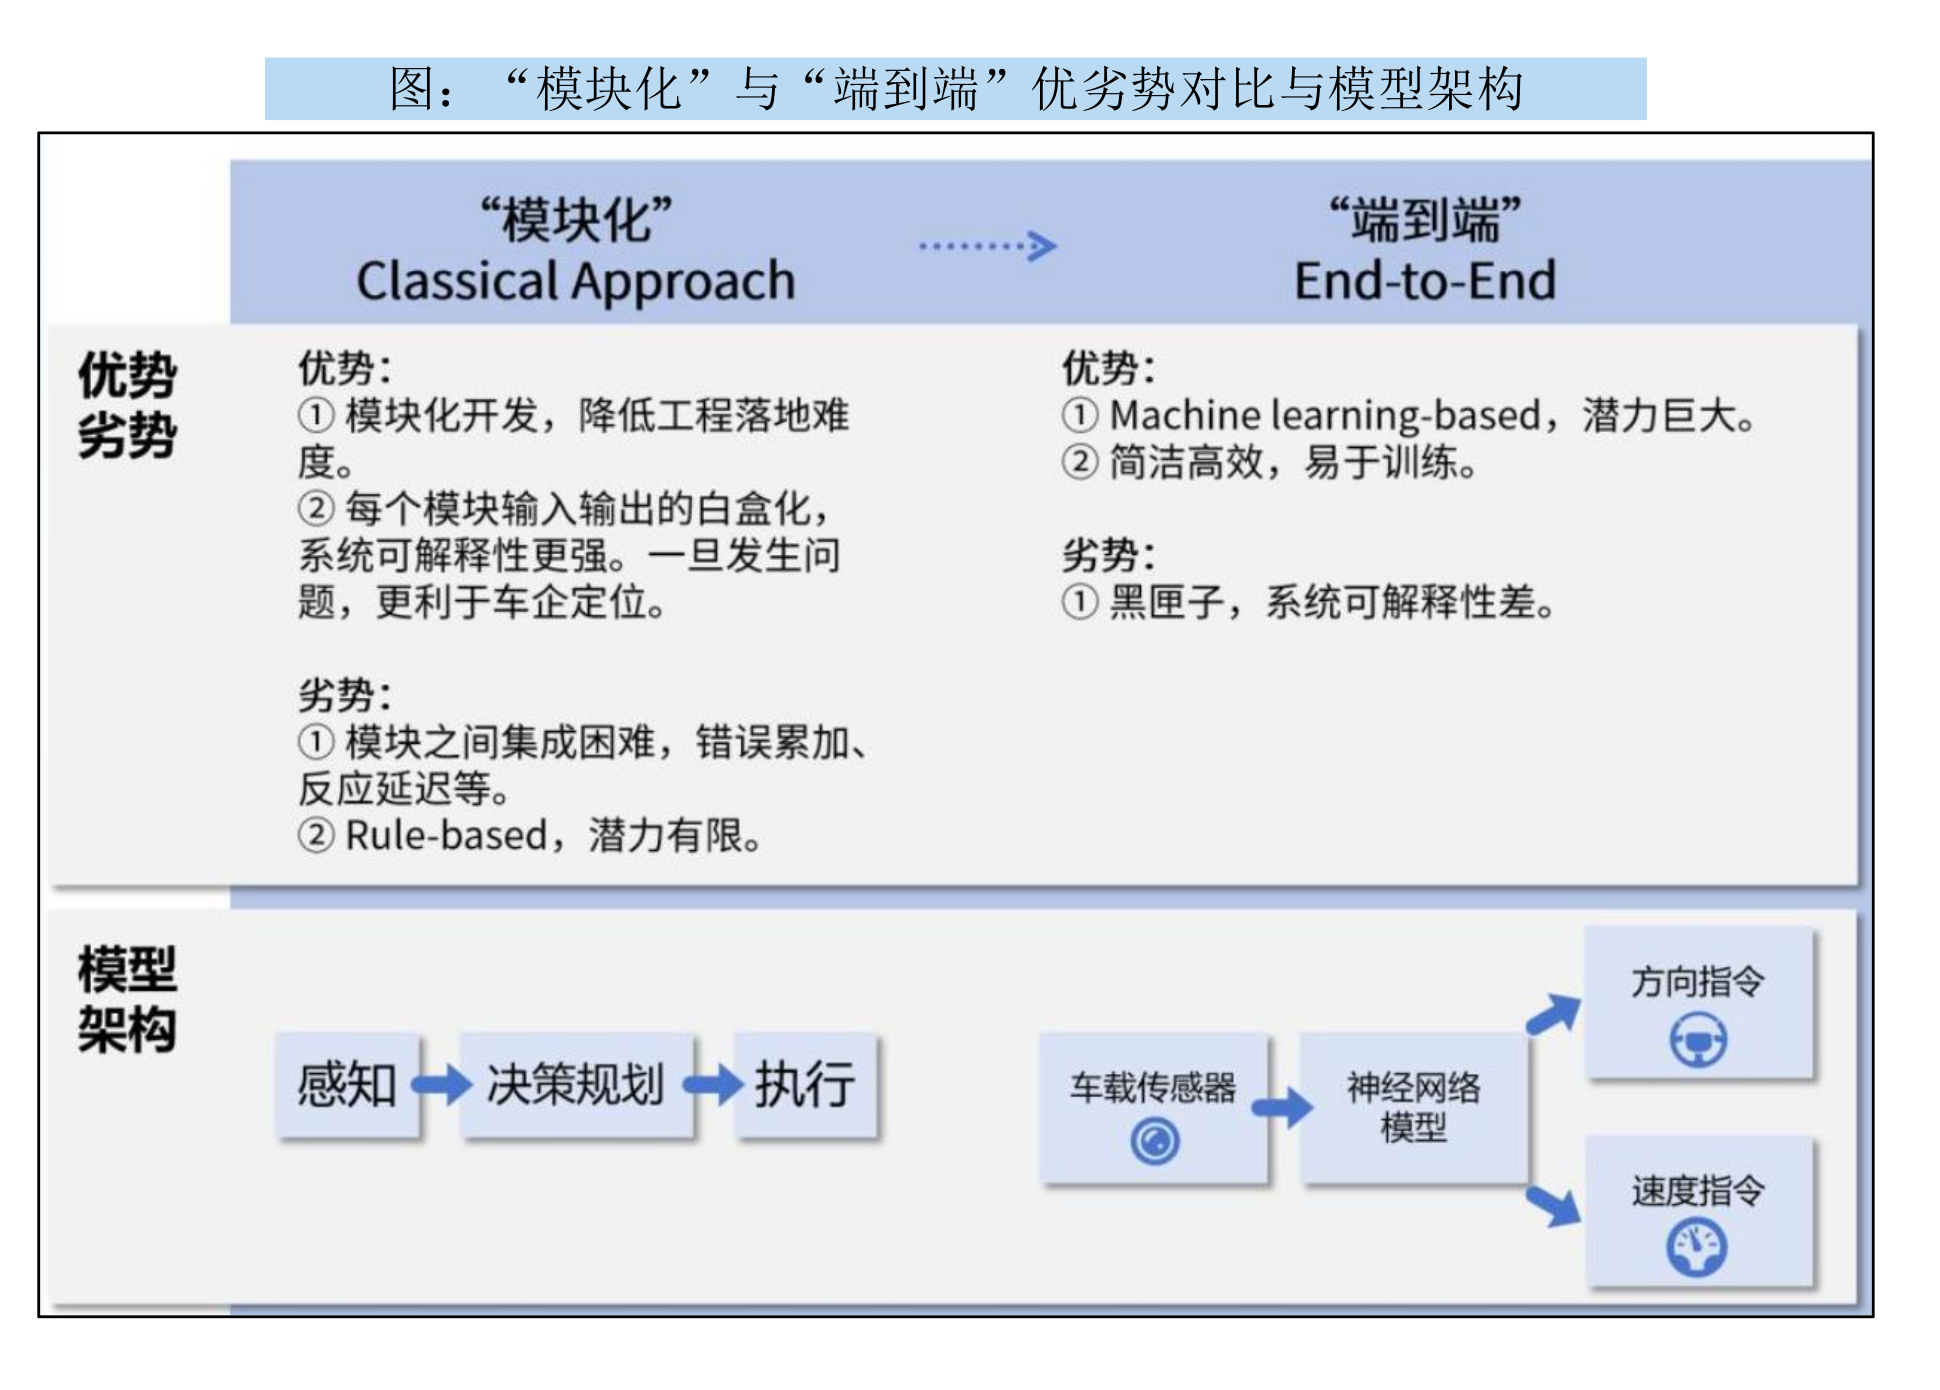 图：“模块化”与“端到端”优劣势对比与模型架构
“模块化”
Classical Approach
“端到端”
End-to-End
优势
劣势
优势：
① 模块化开发，降低工程落地难
度。
② 每个模块输入输出的白盒化，
系统可解释性更强。一旦发生问
题，更利于车企定位。
劣势：
① 模块之间集成困难，错误累加、
反应延迟等。
② Rule-based，潜力有限。
优势：
① Machine learning-based，潜力巨大。
② 简洁高效，易于训练。
劣势：
① 黑匣子，系统可解释性差。
模型
架构
感知
决策规划
执行
车载传感器
神经网络
模型
方向指令
速度指令